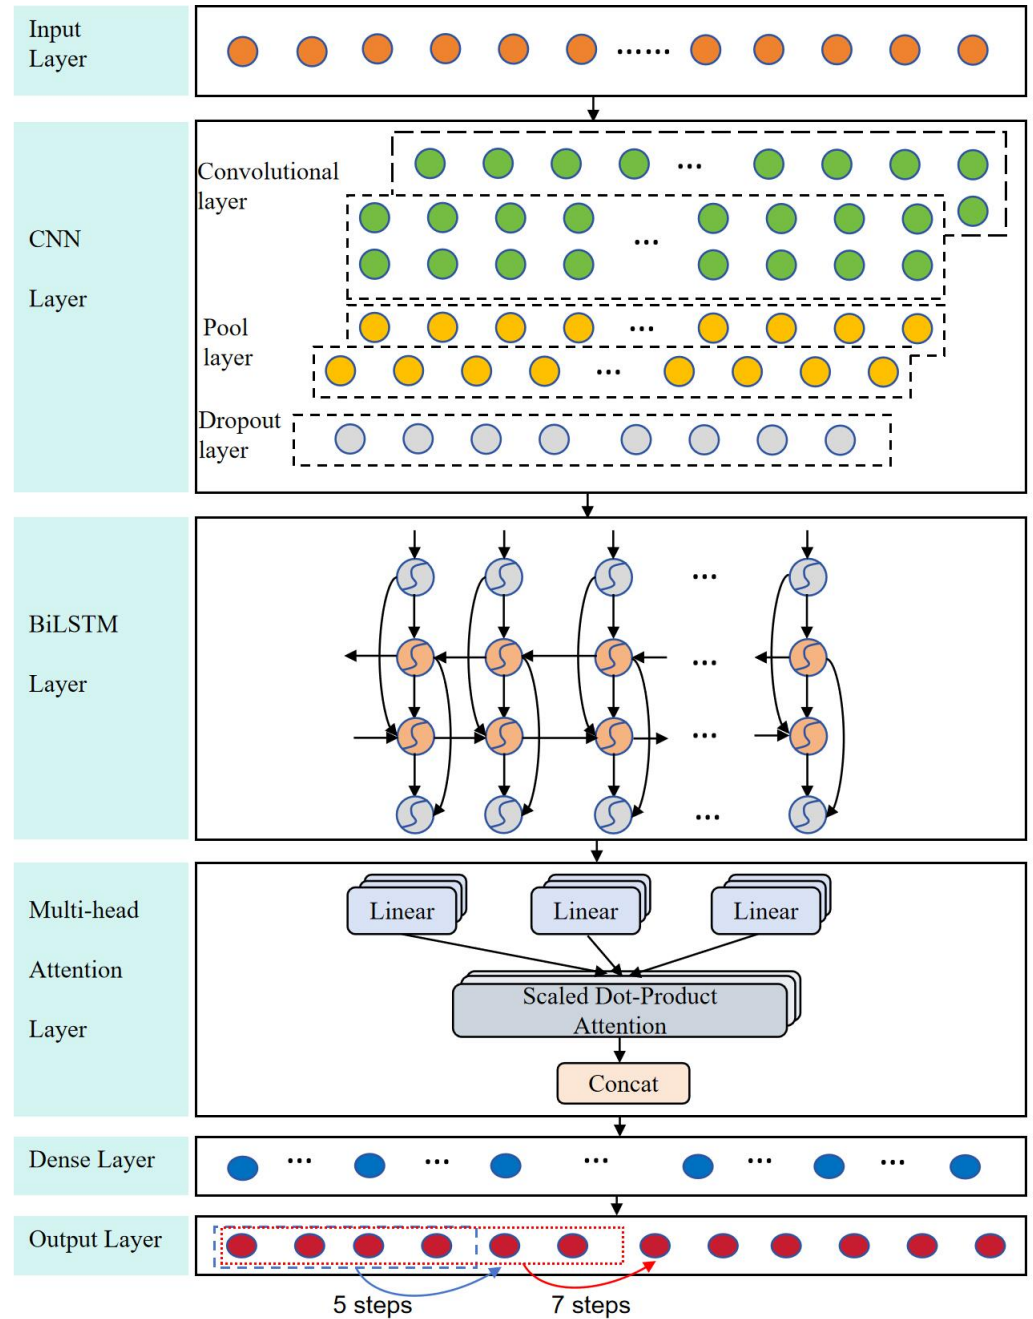 Input
Layer
CNN
Layer
Convolutional
layer
Pool
layer
Dropout
layer
BiLSTM
Layer
Multi-head
Attention
Layer
Linear
Linear
Linear
Scaled Dot-Product
Attention
Concat
Dense Layer
Output Layer
5 steps
7 steps